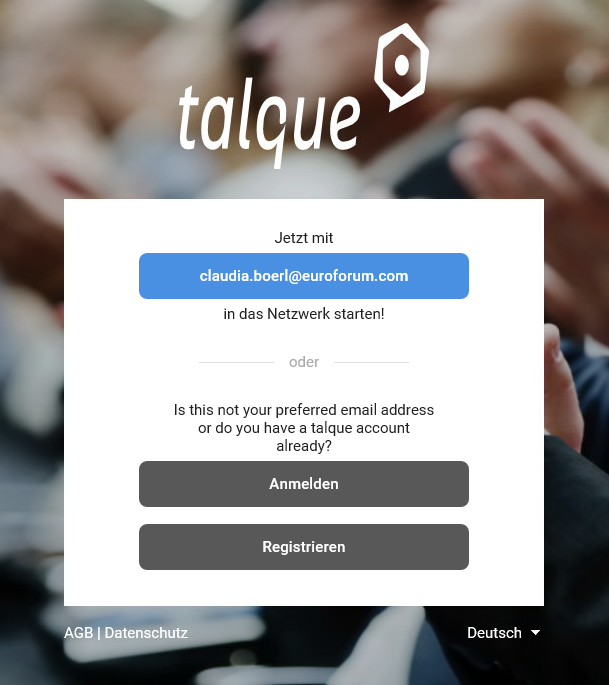 talque
Jetzt mit
claudia.boerl@euroforum.com
in das Netzwerk starten!
oder
Is this not your preferred email address
or do you have a talque account
already?
Anmelden
Registrieren
AGB | Datenschutz
Deutsch